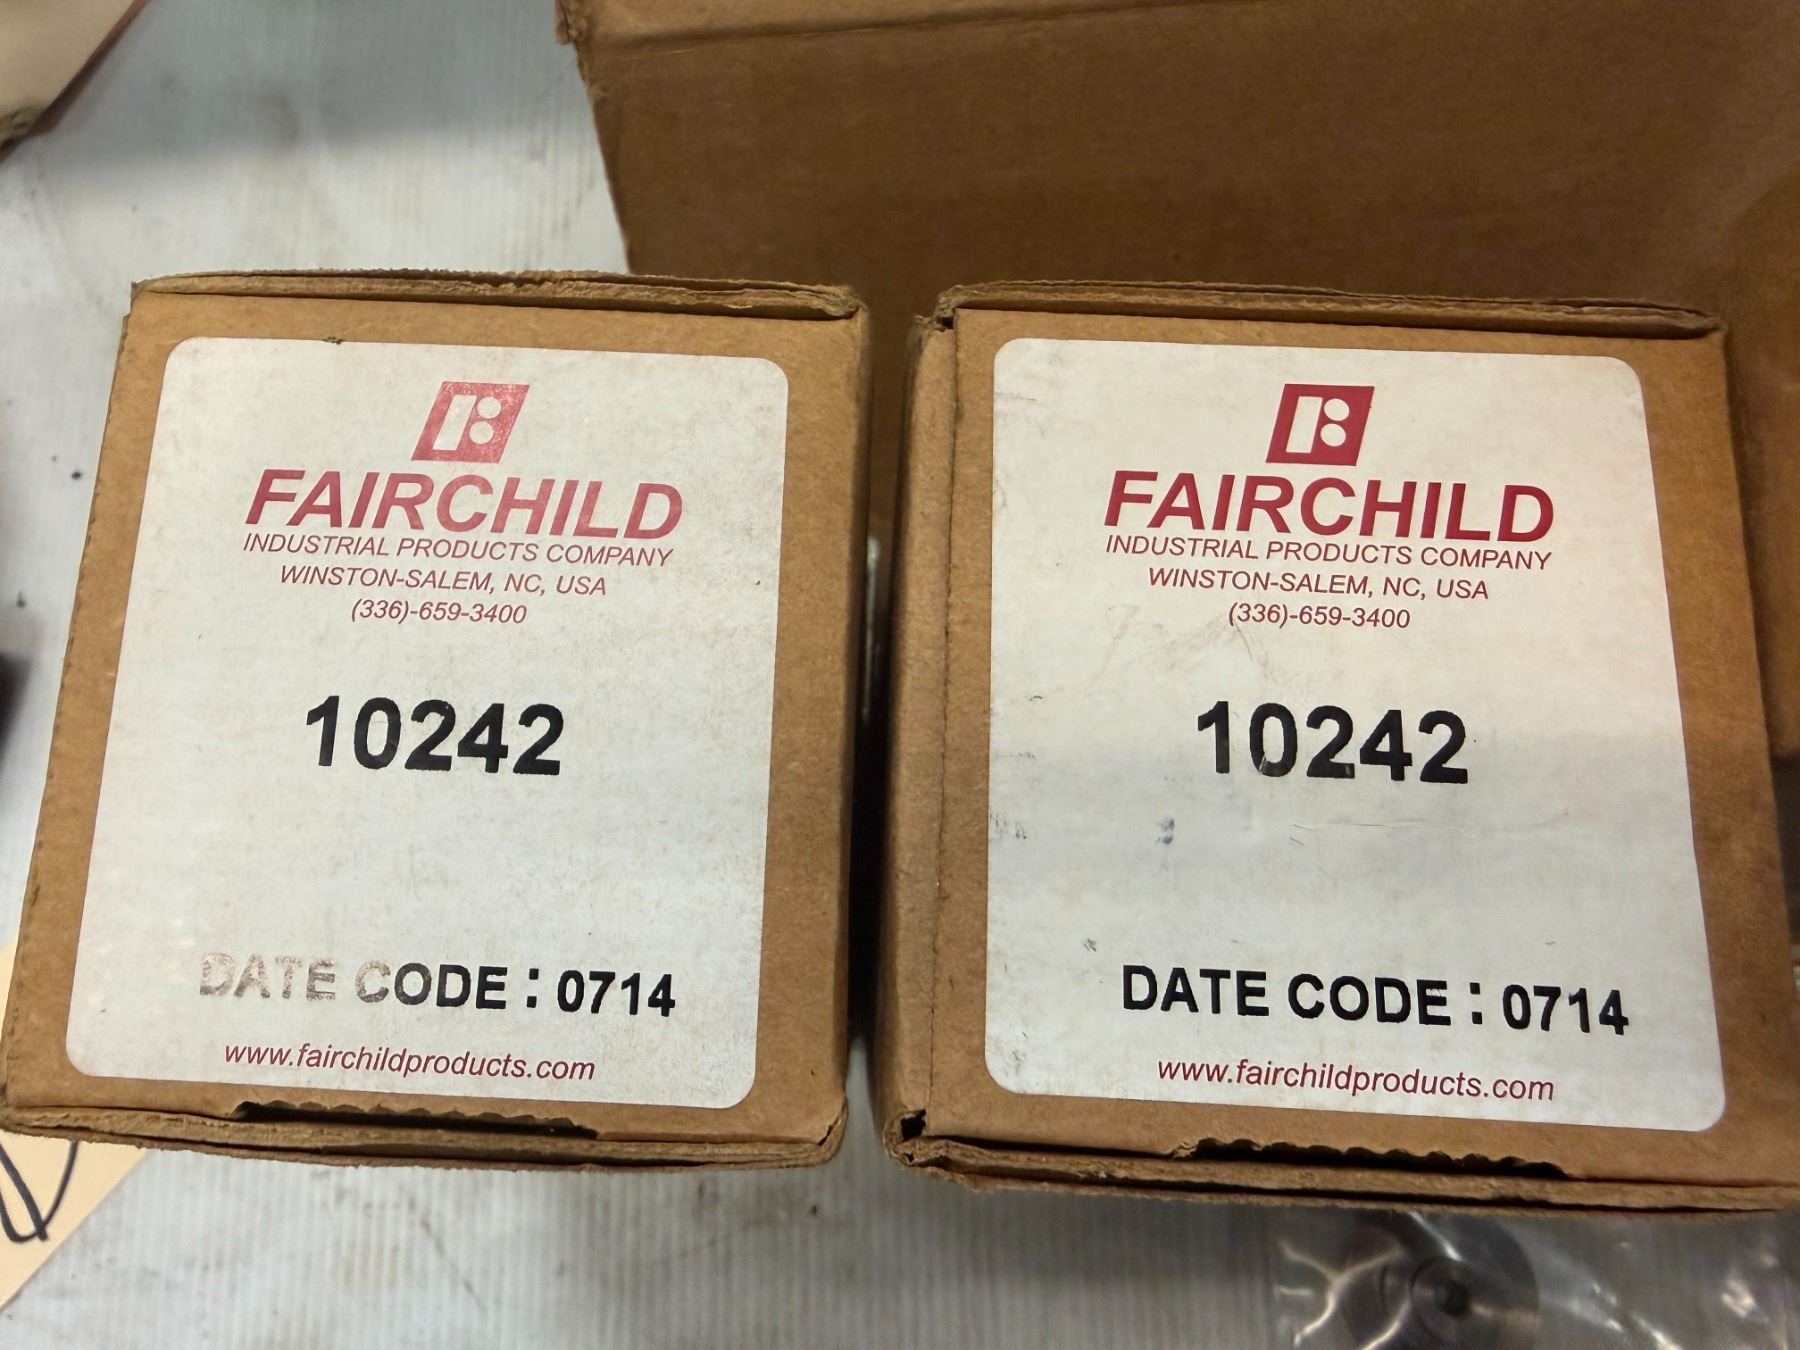 FAIRCHILD
INDUSTRIAL PRODUCTS COMPANY
WINSTON-SALEM, NC, USA
(336)-659-3400
10242
DATE CODE : 0714
www.fairchildproducts.com
FAIRCHILD
INDUSTRIAL PRODUCTS COMPANY
WINSTON-SALEM, NC, USA
(336)-659-3400
10242
DATE CODE : 0714
www.fairchildproducts.com